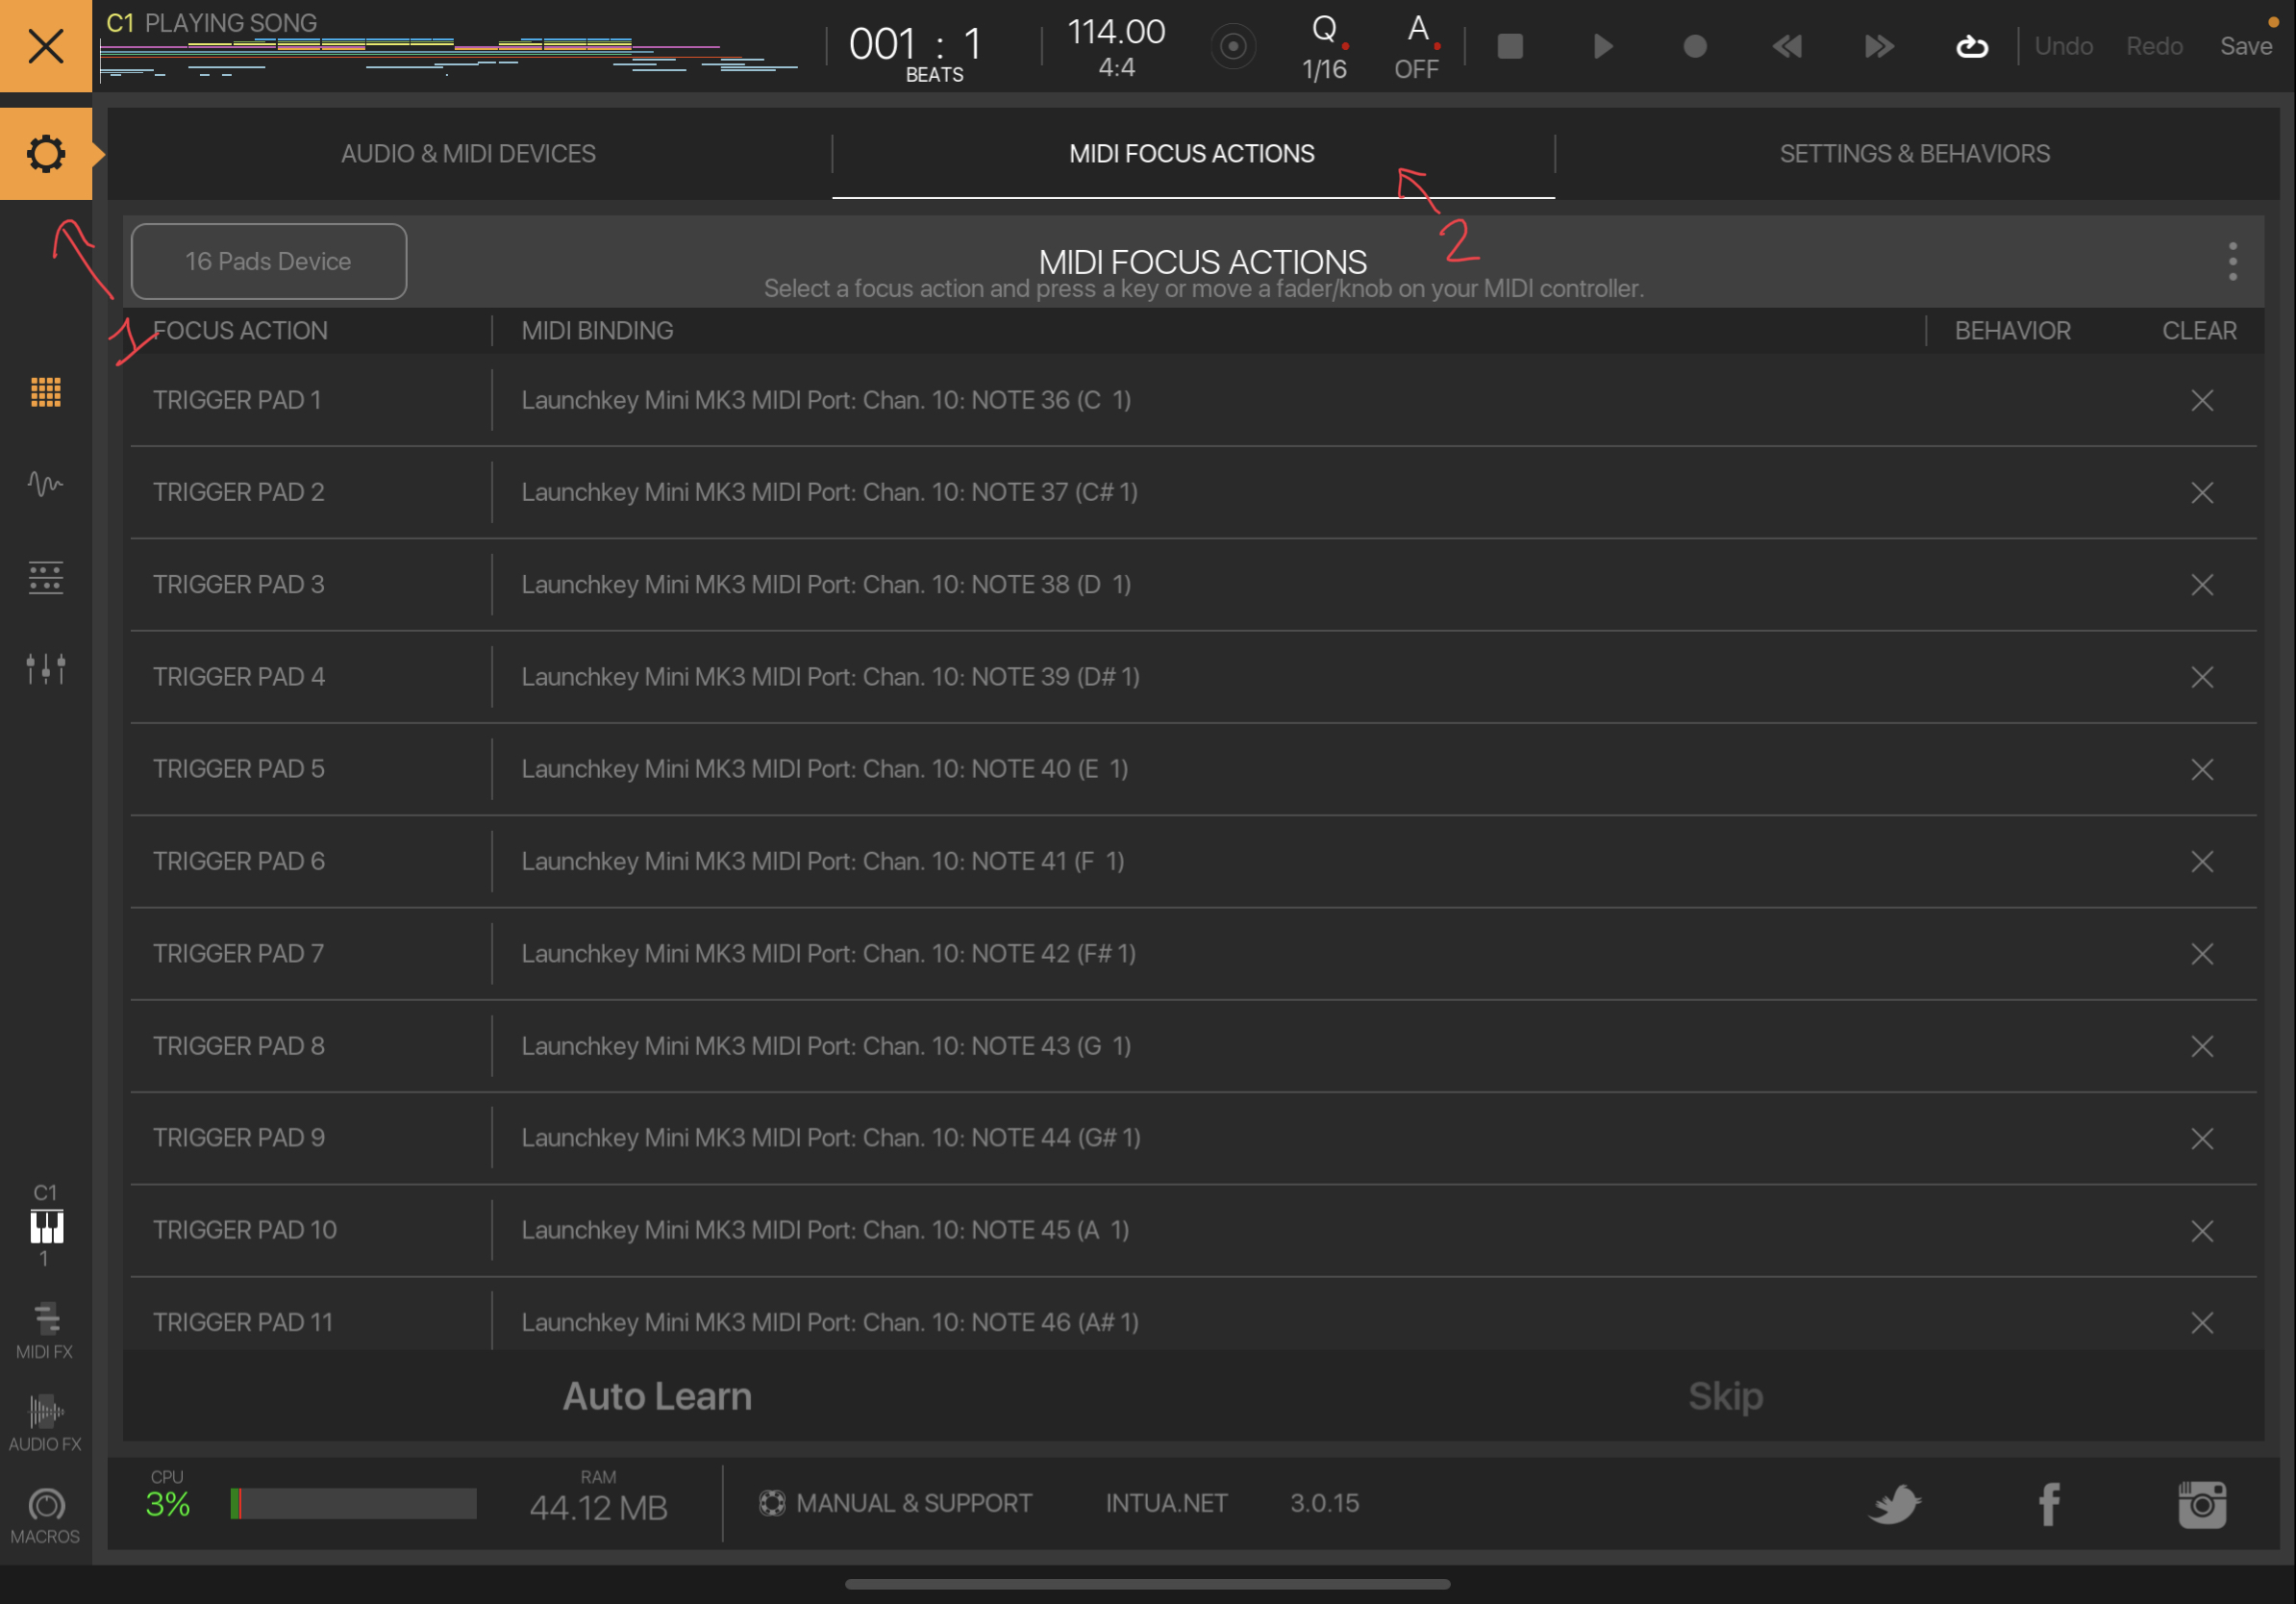 C1 PLAYING SONG
001 : 1
BEATS
114.00
4:4
Q
1/16
A
OFF
Undo Redo Save
AUDIO & MIDI DEVICES
MIDI FOCUS ACTIONS
SETTINGS & BEHAVIORS
2
1
16 Pads Device
MIDI FOCUS ACTIONS
Select a focus action and press a key or move a fader/knob on your MIDI controller.
FOCUS ACTION MIDI BINDING BEHAVIOR CLEAR
TRIGGER PAD 1 Launchkey Mini MK3 MIDI Port: Chan. 10: NOTE 36 (C 1)
TRIGGER PAD 2 Launchkey Mini MK3 MIDI Port: Chan. 10: NOTE 37 (C# 1)
TRIGGER PAD 3 Launchkey Mini MK3 MIDI Port: Chan. 10: NOTE 38 (D 1)
TRIGGER PAD 4 Launchkey Mini MK3 MIDI Port: Chan. 10: NOTE 39 (D# 1)
TRIGGER PAD 5 Launchkey Mini MK3 MIDI Port: Chan. 10: NOTE 40 (E 1)
TRIGGER PAD 6 Launchkey Mini MK3 MIDI Port: Chan. 10: NOTE 41 (F 1)
TRIGGER PAD 7 Launchkey Mini MK3 MIDI Port: Chan. 10: NOTE 42 (F# 1)
TRIGGER PAD 8 Launchkey Mini MK3 MIDI Port: Chan. 10: NOTE 43 (G 1)
TRIGGER PAD 9 Launchkey Mini MK3 MIDI Port: Chan. 10: NOTE 44 (G# 1)
TRIGGER PAD 10 Launchkey Mini MK3 MIDI Port: Chan. 10: NOTE 45 (A 1)
TRIGGER PAD 11 Launchkey Mini MK3 MIDI Port: Chan. 10: NOTE 46 (A# 1)
Auto Learn Skip
C1
1
MIDI FX
AUDIO FX
MACROS
CPU
3%
RAM
44.12 MB
MANUAL & SUPPORT INTUA.NET 3.0.15